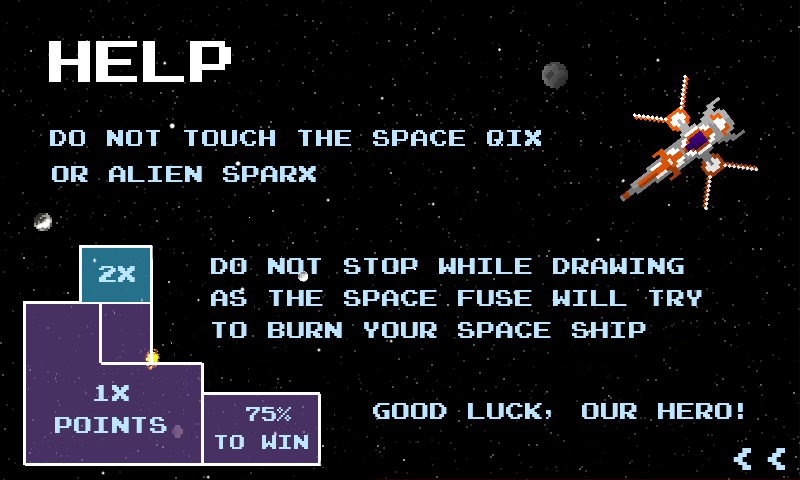 HELP
DO NOT TOUCH THE SPACE QIX
OR ALIEN SPARX
2X
DO NOT STOP WHILE DRAWING
AS THE SPACE FUSE WILL TRY
TO BURN YOUR SPACE SHIP
1X
POINTS
75%
TO WIN
GOOD LUCK, OUR HERO!